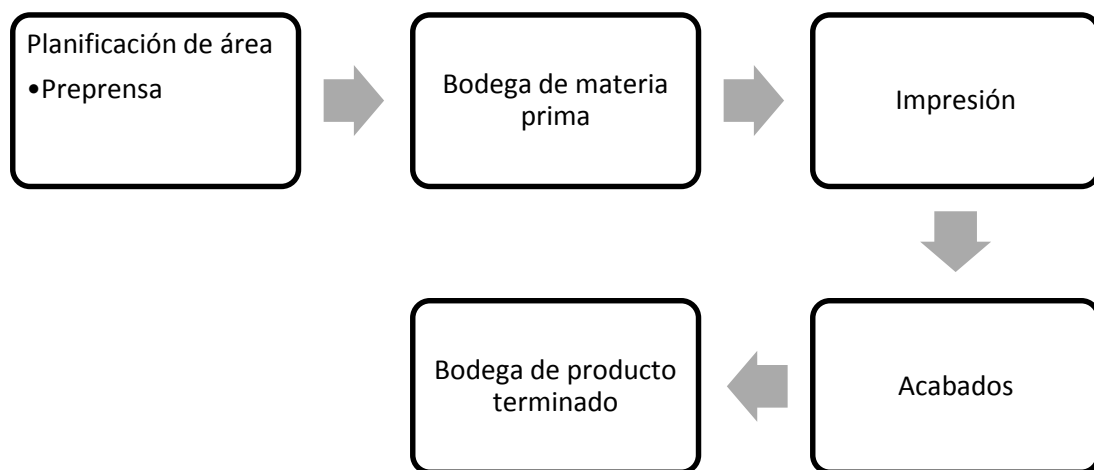 Planificación de área
•Preprensa
Bodega de materia
prima
Impresión
Acabados
Bodega de producto
terminado